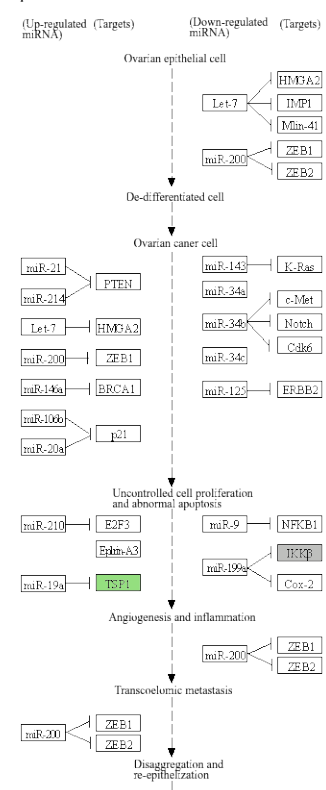 (Up-regulated (Targets)
miRNA)
(Down-regulated (Targets)
miRNA)
Ovarian epithelial cell
HMGA2
Let-7
IMP1
Mlin-41
miR-200
ZEB1
ZEB2
De-differentiated cell
Ovarian caner cell
miR-21
PTEN
miR-214
Let-7
HMGA2
miR-200
ZEB1
miR-146a
BRCA1
miR-106b
p21
miR-20a
miR-143
K-Ras
miR-34a
c-Met
miR-34b
Notch
Cdk6
miR-34c
miR-125
ERBB2
Uncontrolled cell proliferation
and abnormal apoptosis
miR-210
E2F3
Ephrin-A3
miR-19a
TSP1
miR-9
NFKB1
IKKβ
miR-199a
Cox-2
Angiogenesis and inflammation
miR-200
ZEB1
ZEB2
Transcoelomic metastasis
miR-200
ZEB1
ZEB2
Disaggregation and
re-epithelization